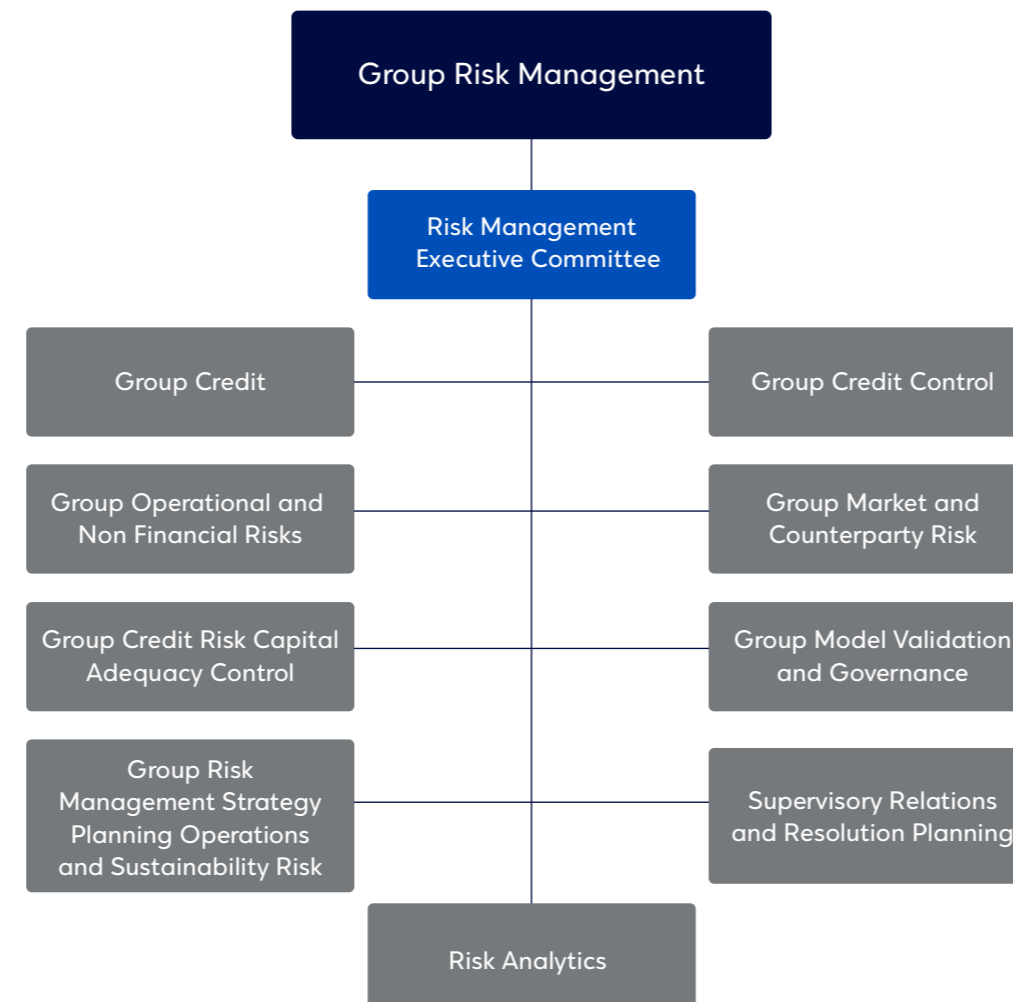 Group Risk Management
Risk Management
Executive Committee
Group Credit
Group Credit Control
Group Operational and
Non Financial Risks
Group Market and
Counterparty Risk
Group Credit Risk Capital
Adequacy Control
Group Model Validation
and Governance
Group Risk
Management Strategy
Planning Operations
and Sustainability Risk
Supervisory Relations
and Resolution Planning
Risk Analytics